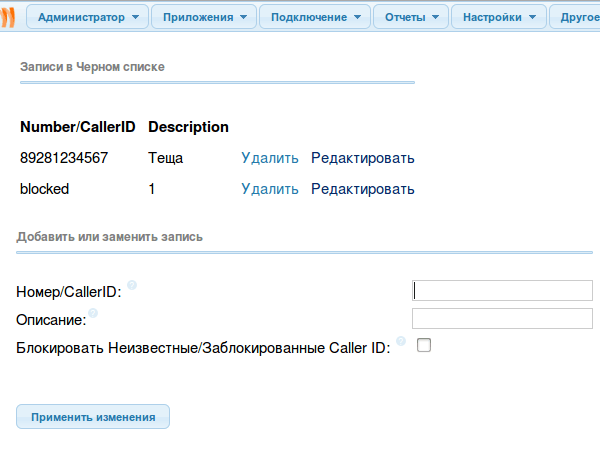 Администратор Приложения Подключение Отчеты Настройки Другое
Записи в Черном списке
Number/CallerID Description
89281234567 Теща Удалить Редактировать
blocked 1 Удалить Редактировать
Добавить или заменить запись
Номер/CallerID:
Описание:
Блокировать Неизвестные/Заблокированные Caller ID:
Применить изменения